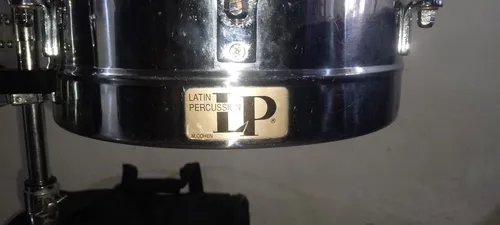 LATIN
PERCUSSION
LP®
M.COHEN